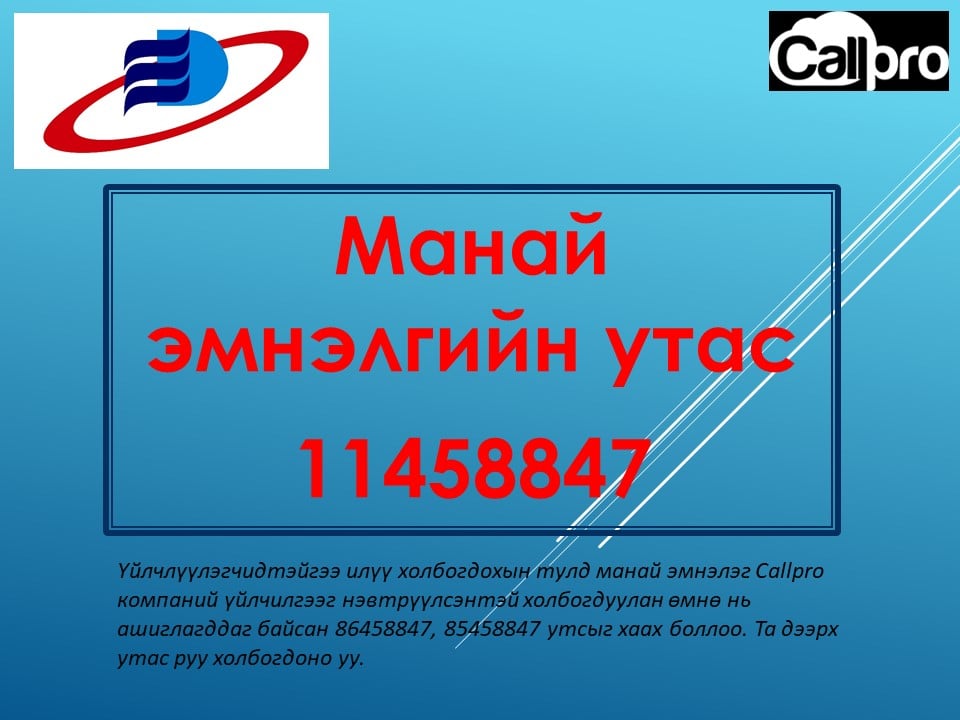 Callpro
Манай
эмнэлгийн утас
11458847
Үйлчлүүлэгчидтэйгээ илүү холбогдохын тулд манай эмнэлэг Callpro
компаний үйлчилгээг нэвтрүүлсэнтэй холбогдуулан өмнө нь
ашиглагддаг байсан 86458847, 85458847 утсыг хаах боллоо. Та дээрх
утас руу холбогдоно уу.